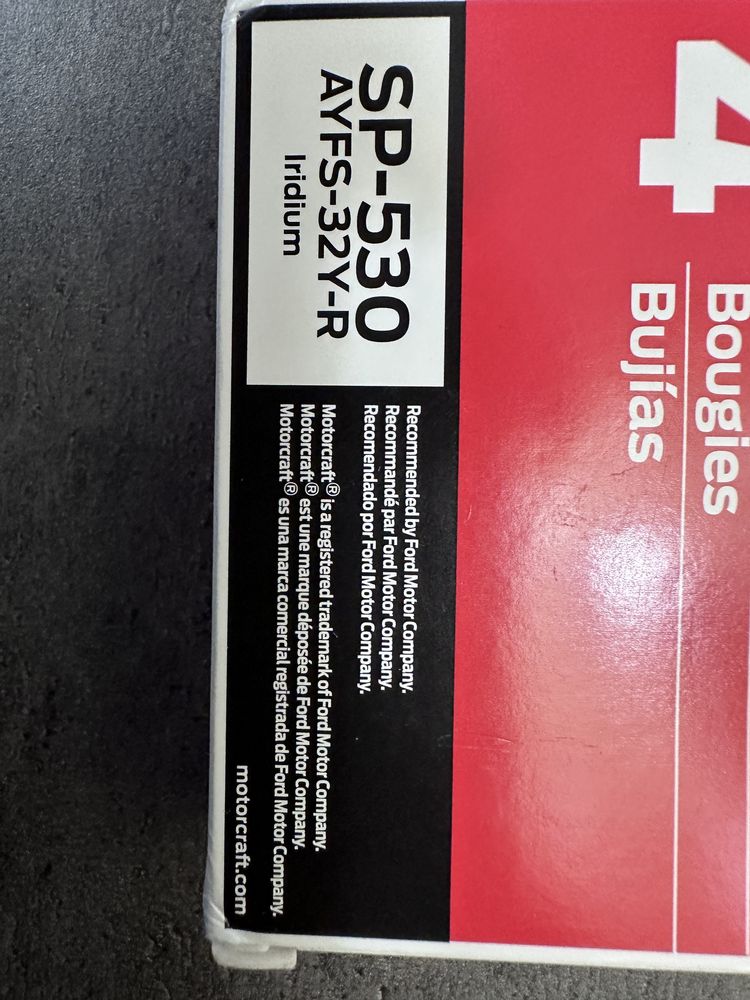 SP-530
AYFS-32Y-R
Iridium
Recommended by Ford Motor Company.
Recommandé par Ford Motor Company.
Recomendado por Ford Motor Company.
Motorcraft® is a registered trademark of Ford Motor Company.
Motorcraft® est une marque déposée de Ford Motor Company.
Motorcraft® es una marca comercial registrada de Ford Motor Company.
motorcraft.com
4
Bougies
Bujías